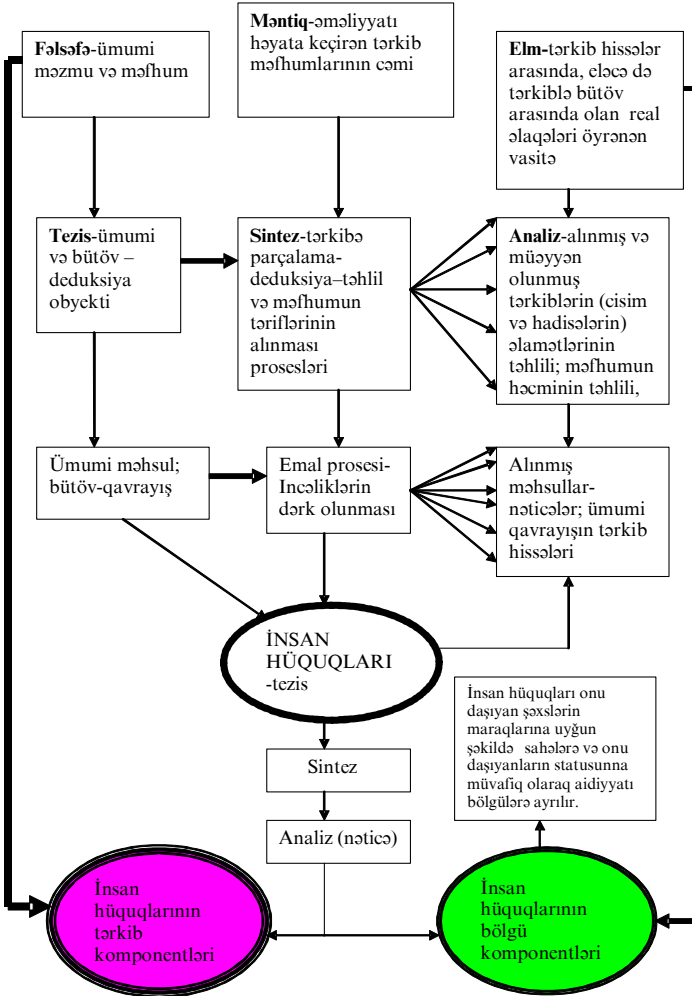 Fəlsəfə-ümumi
məzmu və məfhum
Məntiq-əməliyyatı
həyata keçirən tərkib
məfhumlarının cəmi
Elm-tərkib hissələr
arasında, eləcə də
tərkiblə bütöv
arasında olan real
əlaqələri öyrənən
vasitə
Tezis-ümumi
və bütöv –
deduksiya
obyekti
Sintez-tərkibə
parçalama-
deduksiya–təhlil
və məfhumun
təriflərinin
alınması
prosesləri
Analiz-alınmış və
müəyyən
olunmuş
tərkiblərin (cisim
və hadisələrin)
əlamətlərinin
təhlili; məfhumun
həcminin təhlili,
Ümumi məhsul;
bütöv-qavrayış
Emal prosesi-
Incəliklərin
dərk olunması
Alınmış
məhsullar-
nəticələr; ümumi
qavrayışın tərkib
hissələri
İNSAN
HÜQUQLARI
-tezis
İnsan hüquqları onu
daşıyan şəxslərin
maraqlarına uyğun
şəkildə sahələrə və onu
daşıyanların statusunna
müvafiq olaraq aidiyyatı
bölgülərə ayrılır.
Sintez
Analiz (nəticə)
İnsan
hüquqlarının
tərkib
komponentləri
İnsan
hüquqlarının
bölgü
komponentləri